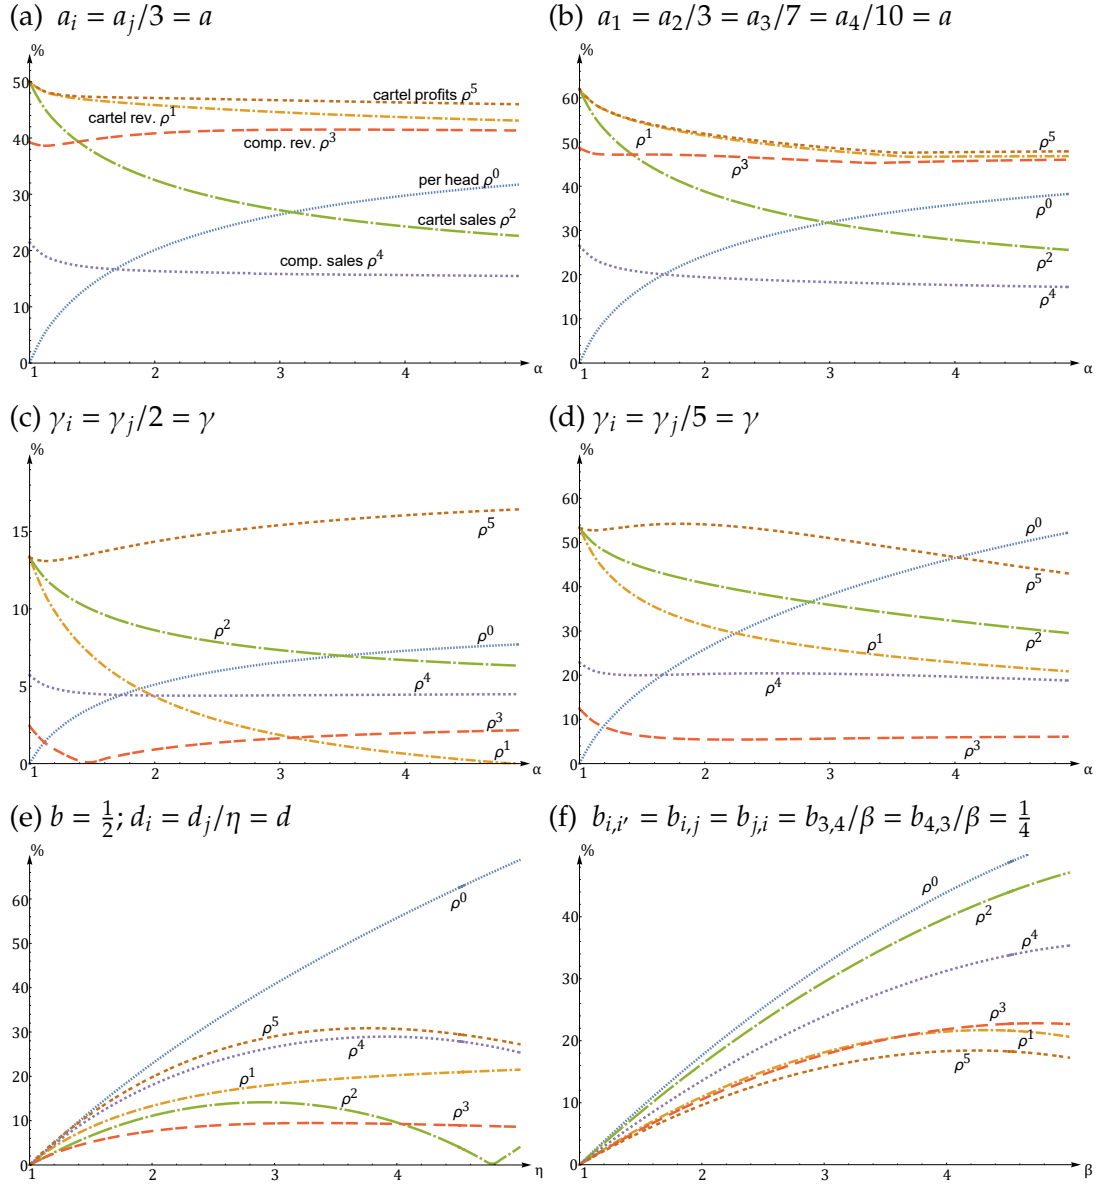 (a) a_i = a_j/3 = a
%
50
40
30
20
10
0
1
2
3
4
α
cartel profits ρ^5
cartel rev. ρ^1
comp. rev. ρ^3
per head ρ^0
cartel sales ρ^2
comp. sales ρ^4
(b) a_1 = a_2/3 = a_3/7 = a_4/10 = a
%
60
50
40
30
20
10
0
1
2
3
4
α
ρ^1
ρ^5
ρ^3
ρ^0
ρ^2
ρ^4
(c) γ_i = γ_j/2 = γ
%
15
10
5
0
1
2
3
4
α
ρ^5
ρ^2
ρ^0
ρ^4
ρ^3
ρ^1
(d) γ_i = γ_j/5 = γ
%
60
50
40
30
20
10
0
1
2
3
4
α
ρ^0
ρ^5
ρ^2
ρ^1
ρ^4
ρ^3
(e) b = 1/2; d_i = d_j/η = d
%
60
50
40
30
20
10
0
1
2
3
4
η
ρ^0
ρ^5
ρ^4
ρ^1
ρ^2
ρ^3
(f) b_{i,i'} = b_{i,j} = b_{j,i} = b_{3,4}/β = b_{4,3}/β = 1/4
%
40
30
20
10
0
1
2
3
4
β
ρ^0
ρ^2
ρ^4
ρ^3
ρ^1
ρ^5